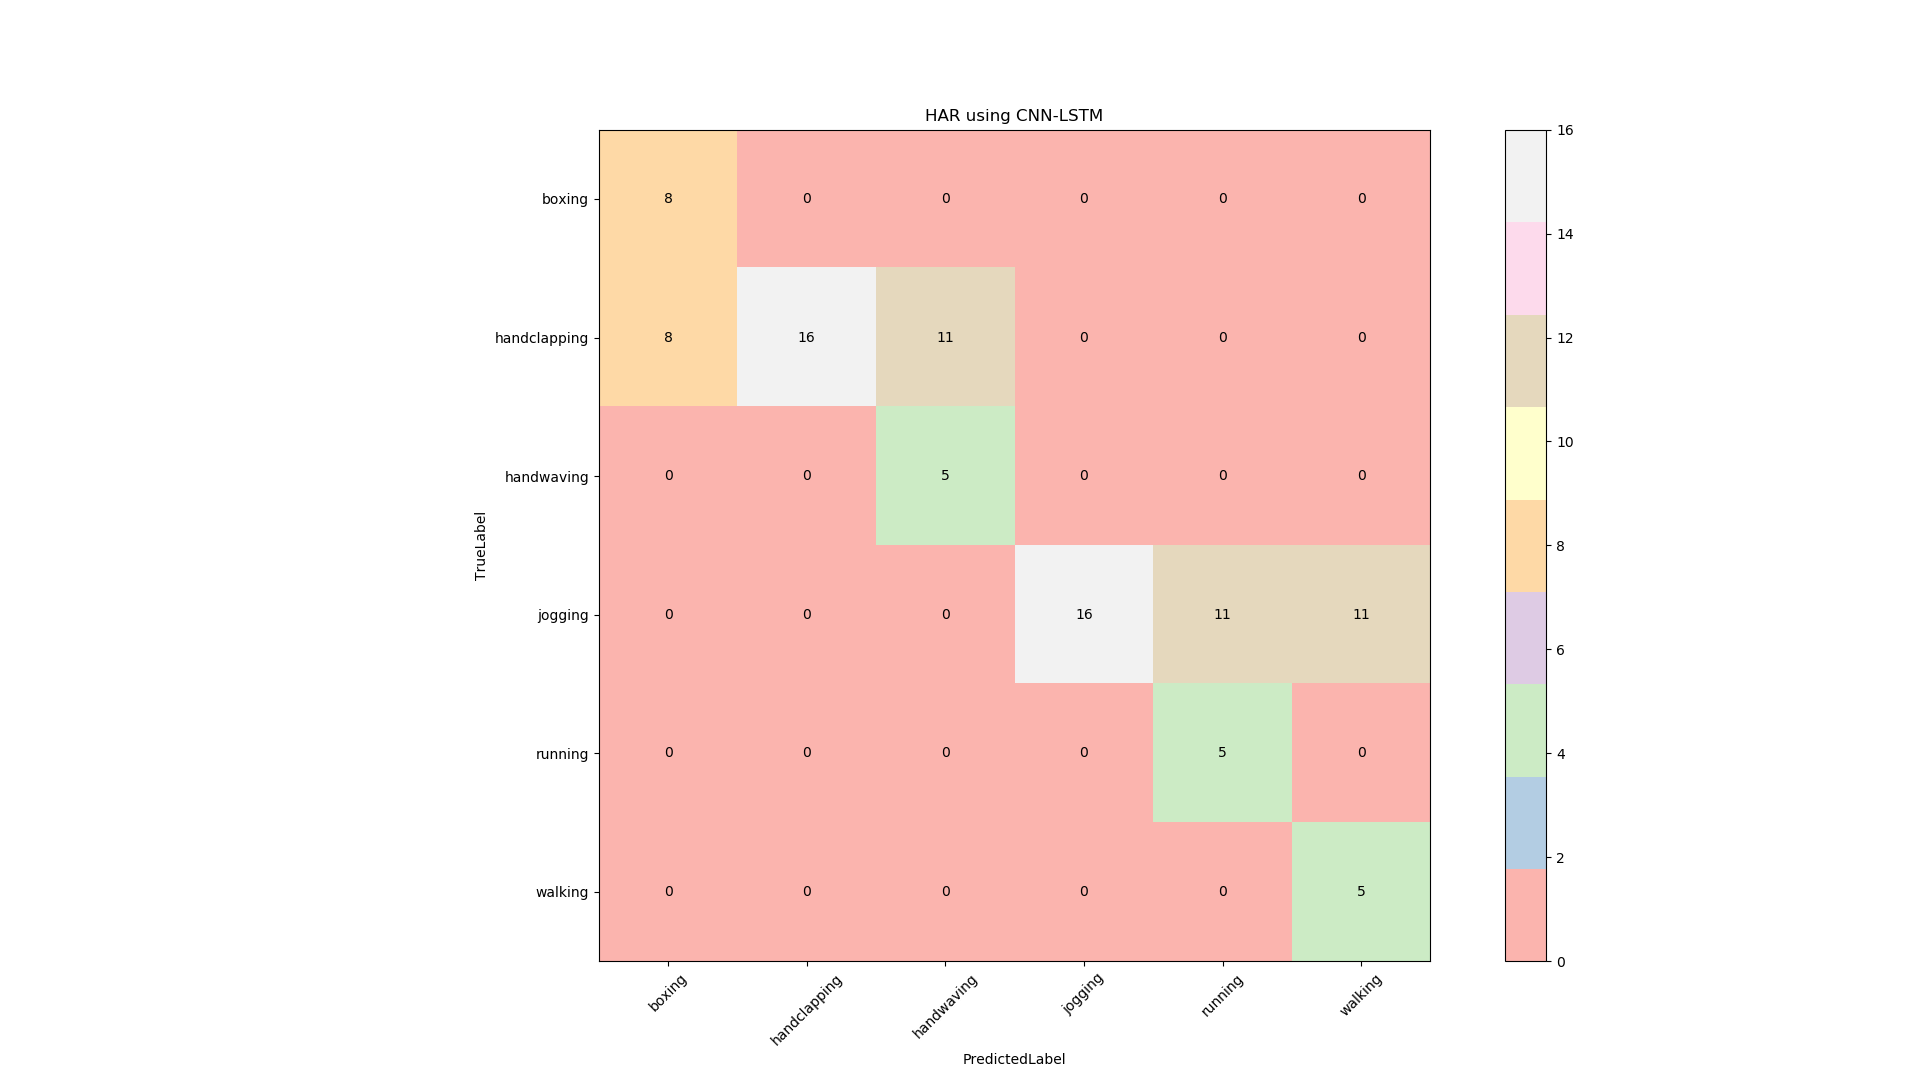 HAR using CNN-LSTM
boxing 8 0 0 0 0 0
handclapping 8 16 11 0 0 0
handwaving 0 0 5 0 0 0
jogging 0 0 0 16 11 11
running 0 0 0 0 5 0
walking 0 0 0 0 0 5
TrueLabel
boxing handclapping handwaving jogging running walking
PredictedLabel
16
14
12
10
8
6
4
2
0